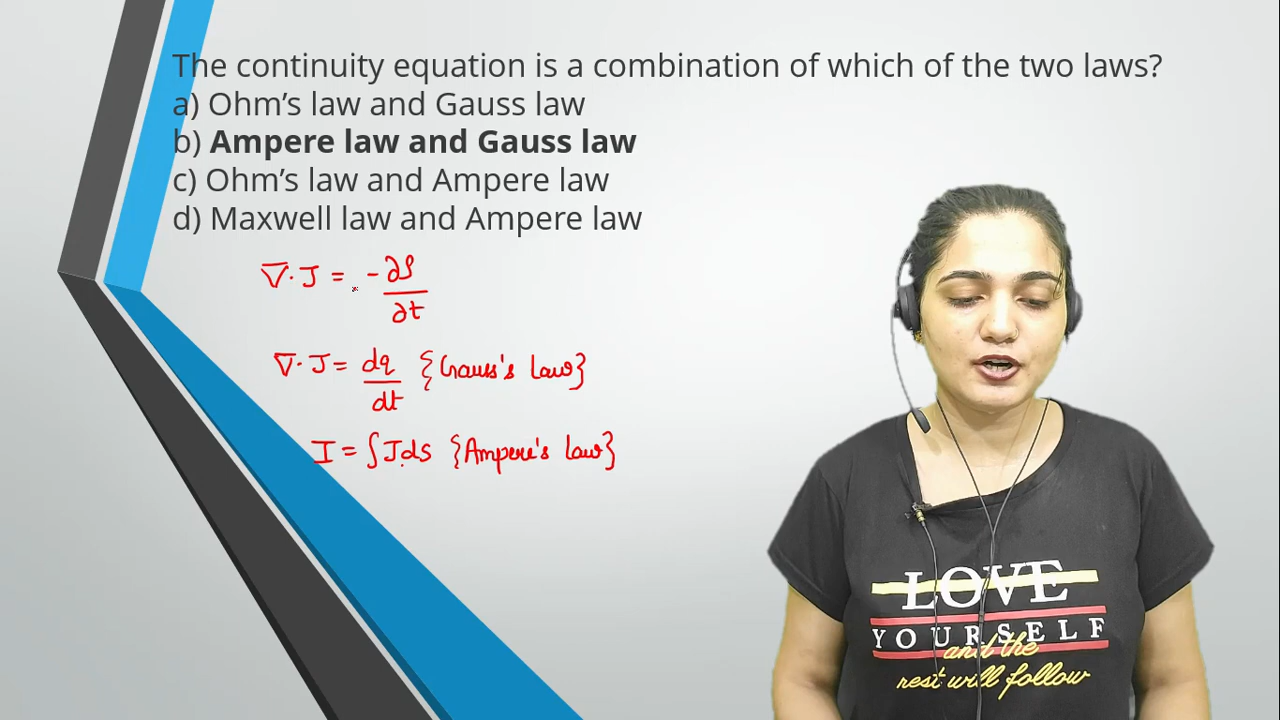 The continuity equation is a combination of which of the two laws?
a) Ohm’s law and Gauss law
b) Ampere law and Gauss law
c) Ohm’s law and Ampere law
d) Maxwell law and Ampere law
∇̅·J = -∂ρ/∂t
∇̅·J = dq/dt {Gauss's law}
I = ∫J.ds {Ampere's law}
LOVE
YOURSELF
and the
rest will follow